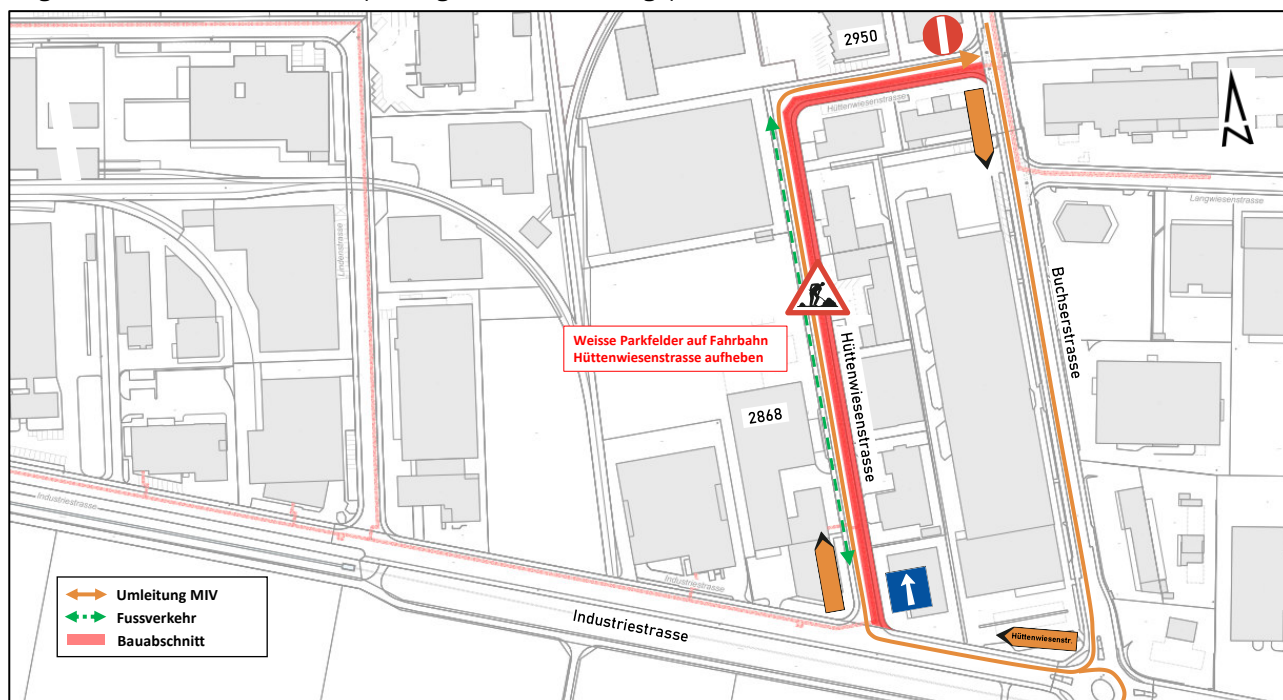 2950
Hüttenwiesenstrasse
Langwiesenstrasse
Lindenstrasse
Buchserstrasse
Weisse Parkfelder auf Fahrbahn
Hüttenwiesenstrasse aufheben
Hüttenwiesenstrasse
2868
Industriestrasse
Industriestrasse
Industriestrasse
Hüttenwiesenstr.
Umleitung MIV
Fussverkehr
Bauabschnitt